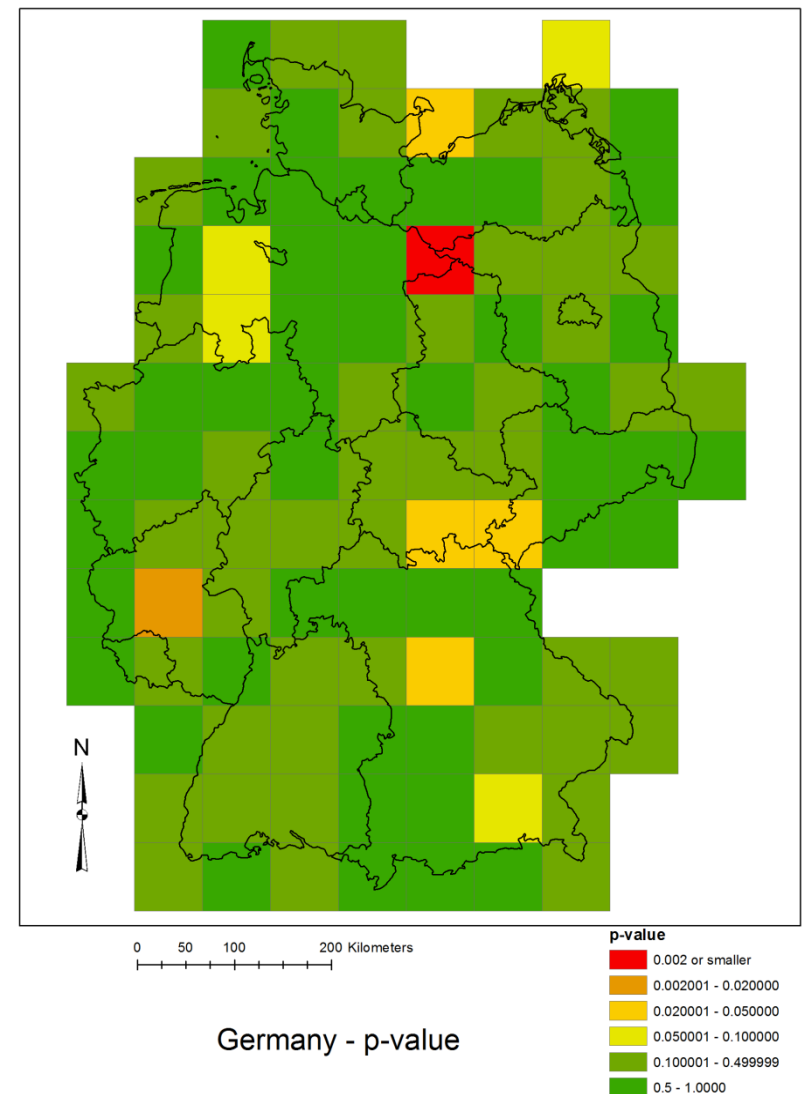 N
0 50 100 200 Kilometers
Germany - p-value
p-value
0.002 or smaller
0.002001 - 0.020000
0.020001 - 0.050000
0.050001 - 0.100000
0.100001 - 0.499999
0.5 - 1.0000